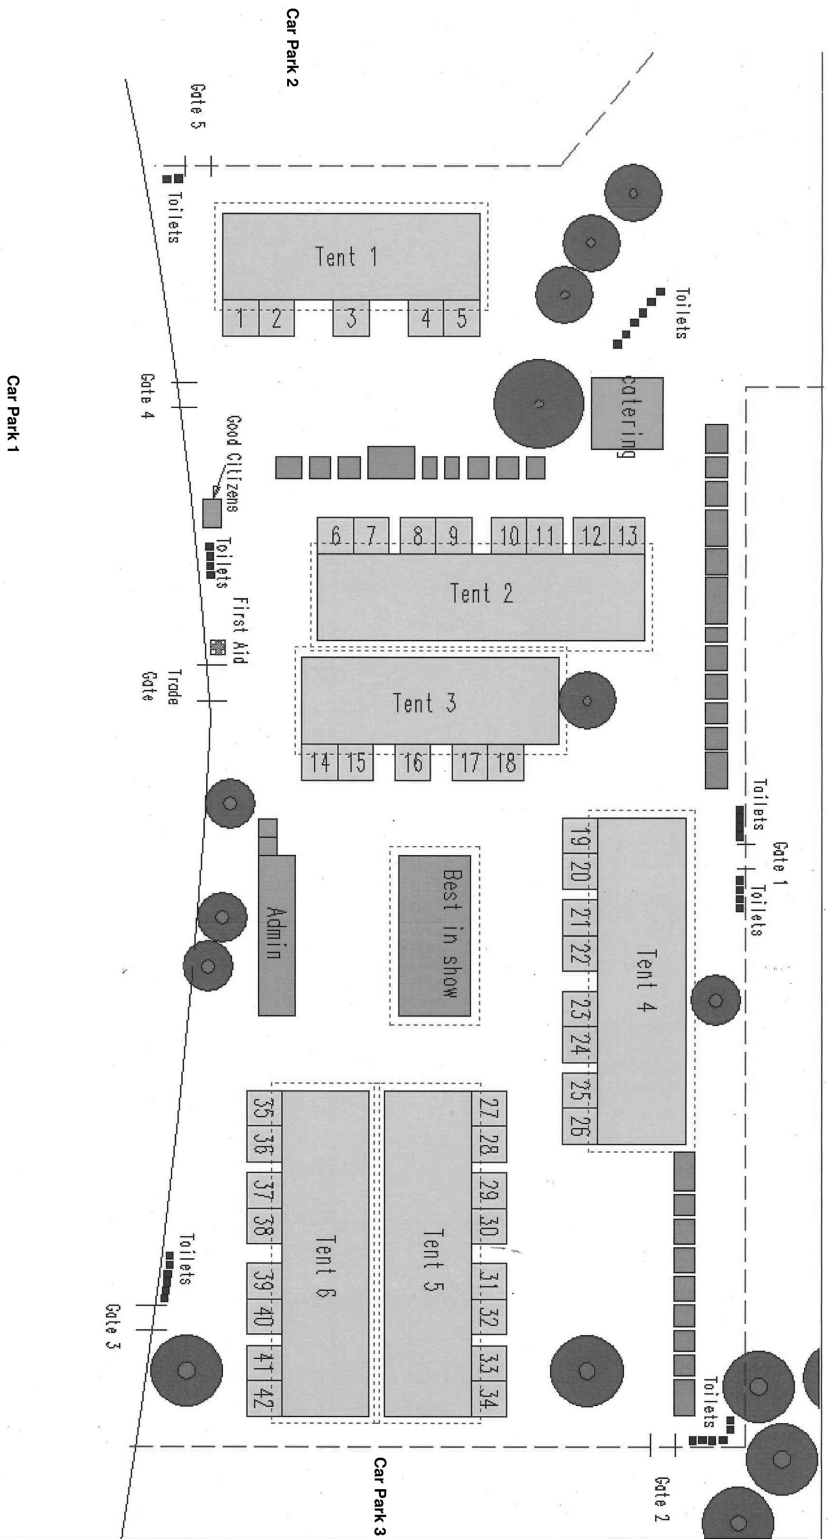 Car Park 2
Gate 5
Toilets
Tent 1
1 2 3 4 5
Toilets
catering
Car Park 1
Gate 4
Good Citizens
Toilets
First Aid
Trade
Gate
6 7 8 9 10 11 12 13
Tent 2
Tent 3
14 15 16 17 18
Toilets
Gate 1
Toilets
19 20 21 22 23 24 25 26
Tent 4
Admin
Best in show
35 36 37 38 39 40 41 42
Tent 6
Tent 5
27 28 29 30 31 32 33 34
Toilets
Gate 3
Toilets
Gate 2
Car Park 3